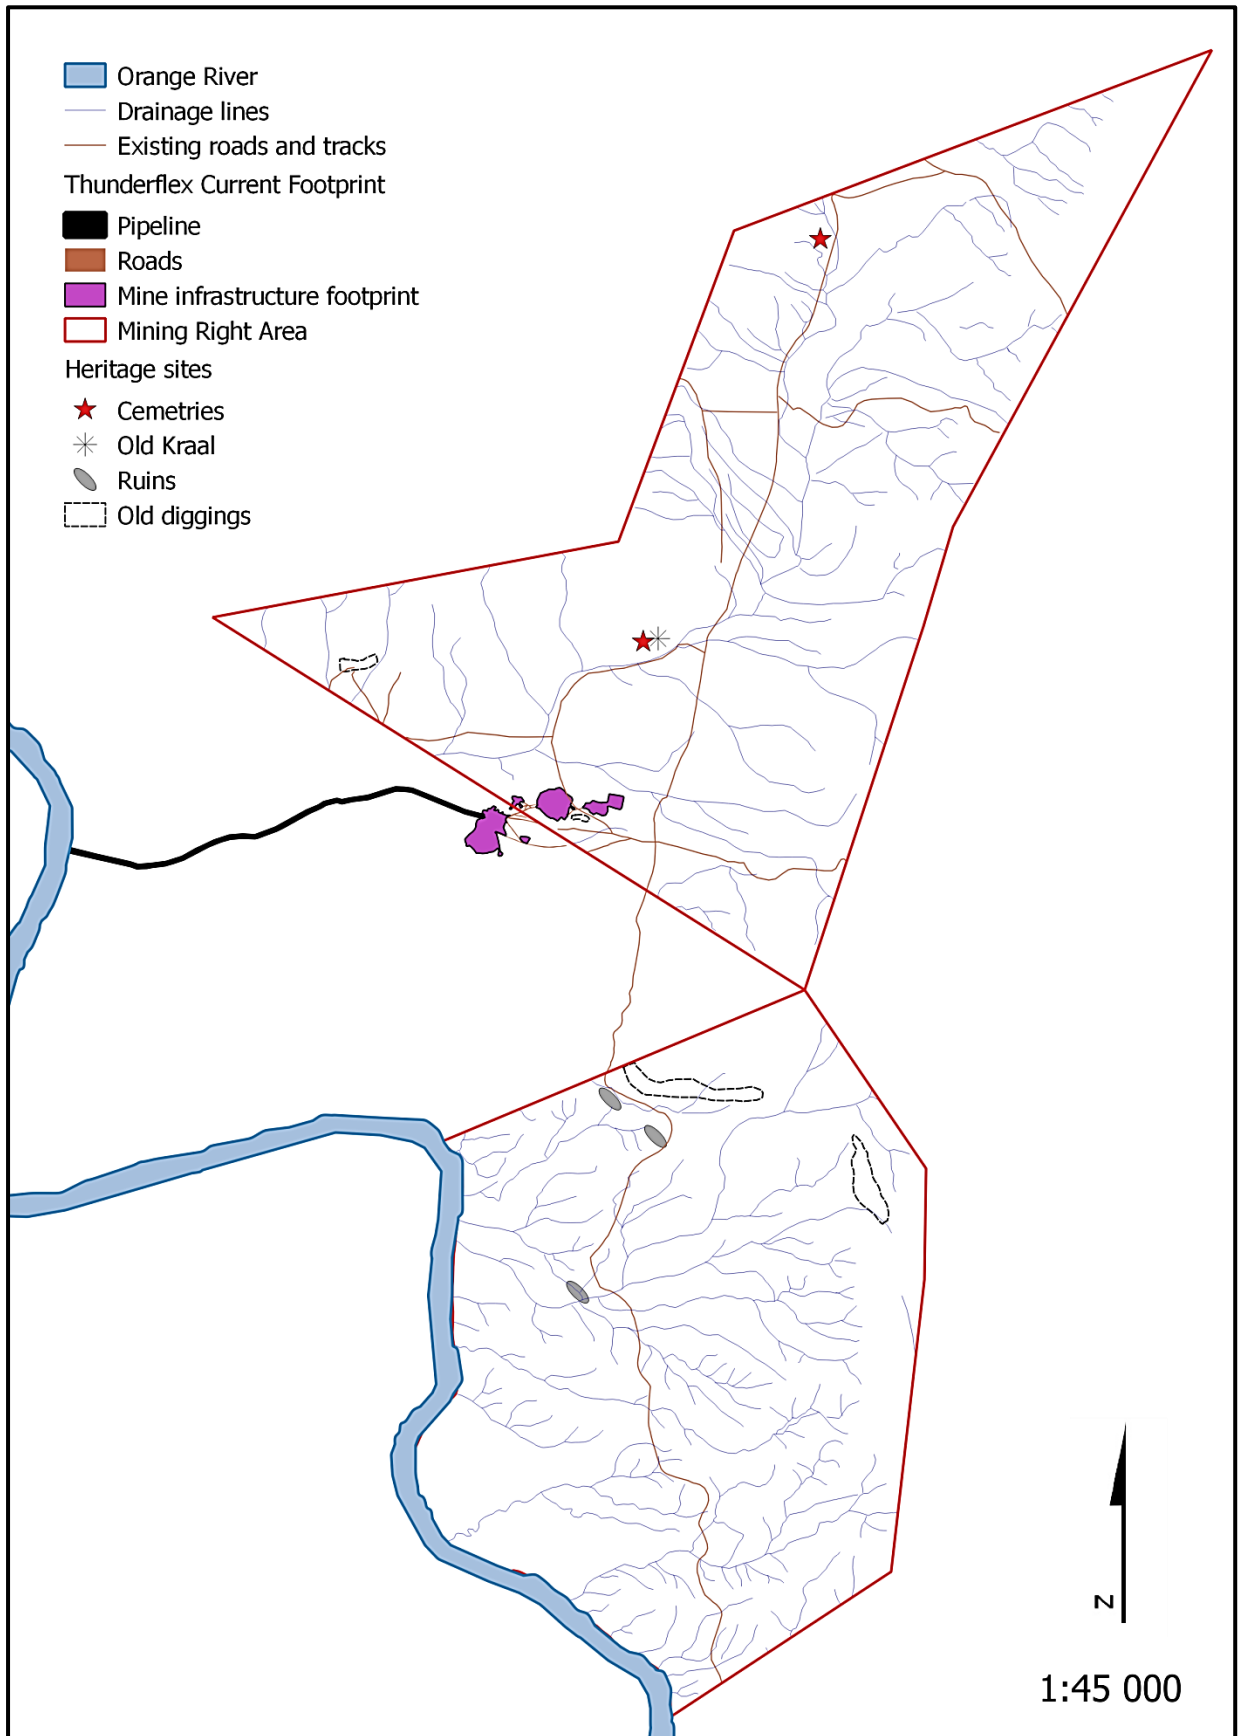 Orange River
Drainage lines
Existing roads and tracks
Thunderflex Current Footprint
Pipeline
Roads
Mine infrastructure footprint
Mining Right Area
Heritage sites
Cemetries
Old Kraal
Ruins
Old diggings
N
1:45 000